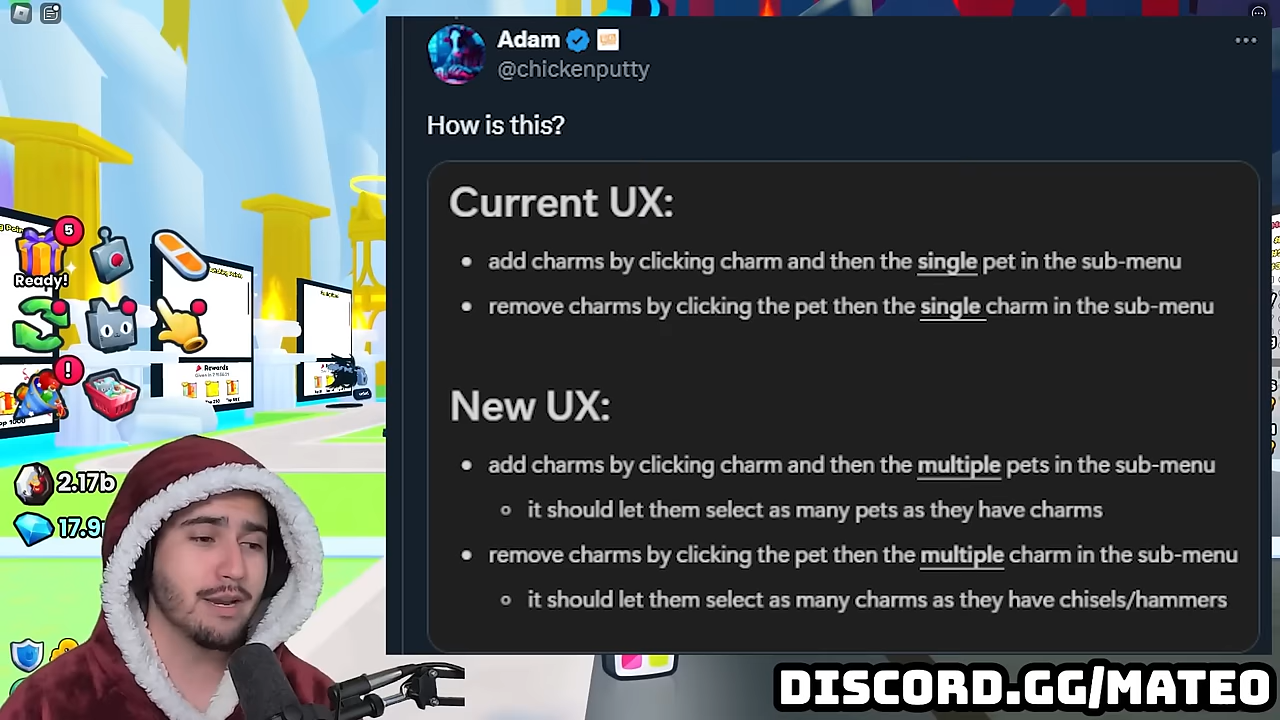 Adam
@chickenputty
How is this?
Current UX:
add charms by clicking charm and then the single pet in the sub-menu
remove charms by clicking the pet then the single charm in the sub-menu
New UX:
add charms by clicking charm and then the multiple pets in the sub-menu
it should let them select as many pets as they have charms
remove charms by clicking the pet then the multiple charm in the sub-menu
it should let them select as many charms as they have chisels/hammers
5
Ready!
!
Rewards
2.17b
17.9
DISCORD.GG/MATEO